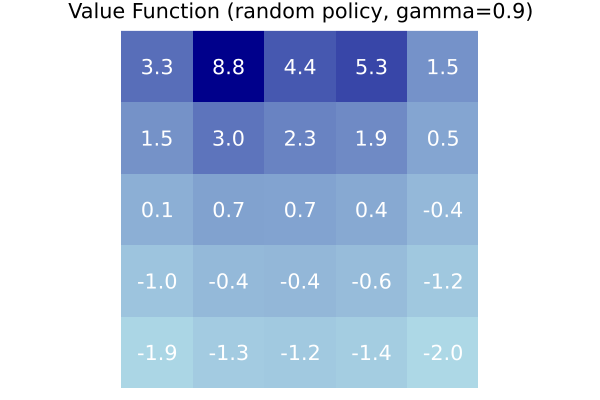 Value Function (random policy, gamma=0.9)
3.3 8.8 4.4 5.3 1.5
1.5 3.0 2.3 1.9 0.5
0.1 0.7 0.7 0.4 -0.4
-1.0 -0.4 -0.4 -0.6 -1.2
-1.9 -1.3 -1.2 -1.4 -2.0